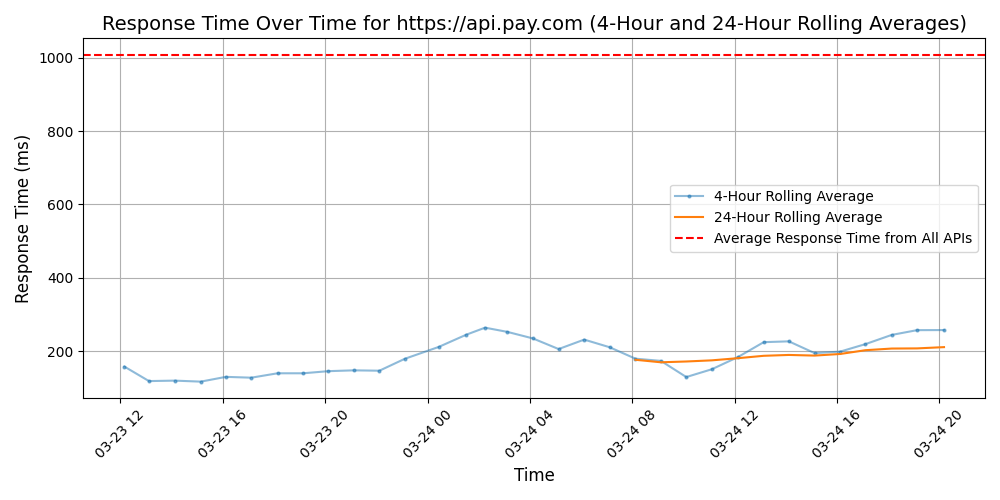 Response Time Over Time for https://api.pay.com (4-Hour and 24-Hour Rolling Averages)
Response Time (ms)
1000
800
600
400
200
4-Hour Rolling Average
24-Hour Rolling Average
Average Response Time from All APIs
03-23 12
03-23 16
03-23 20
03-24 00
03-24 04
03-24 08
03-24 12
03-24 16
03-24 20
Time